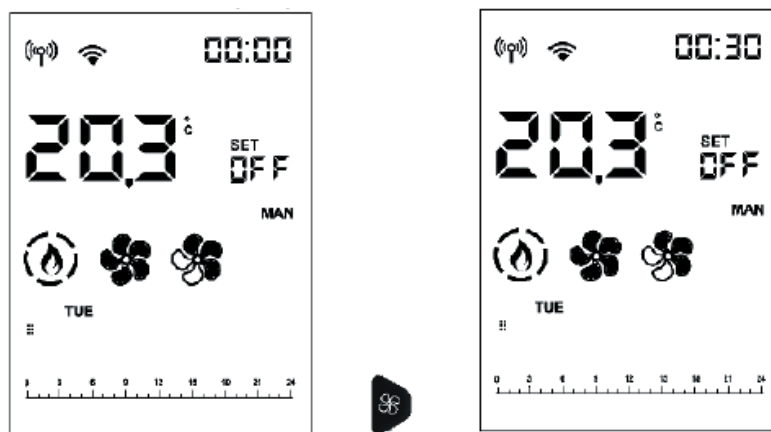 00:00
20.3 °C
SET
OFF
MAN
TUE
0 3 6 9 12 15 18 21 24
00:30
20.3 °C
SET
OFF
MAN
TUE
0 3 6 9 12 15 18 21 24